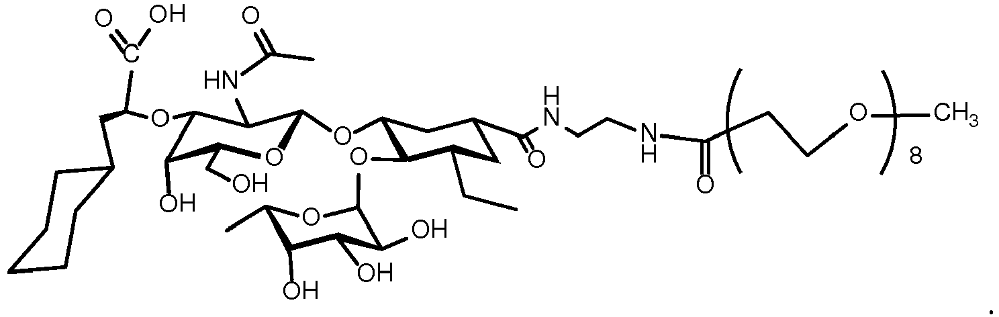 O OH O
C
HN
H
N
O O O CH3
O O N
O H
8
OH O
OH
O OH
OH
OH
.